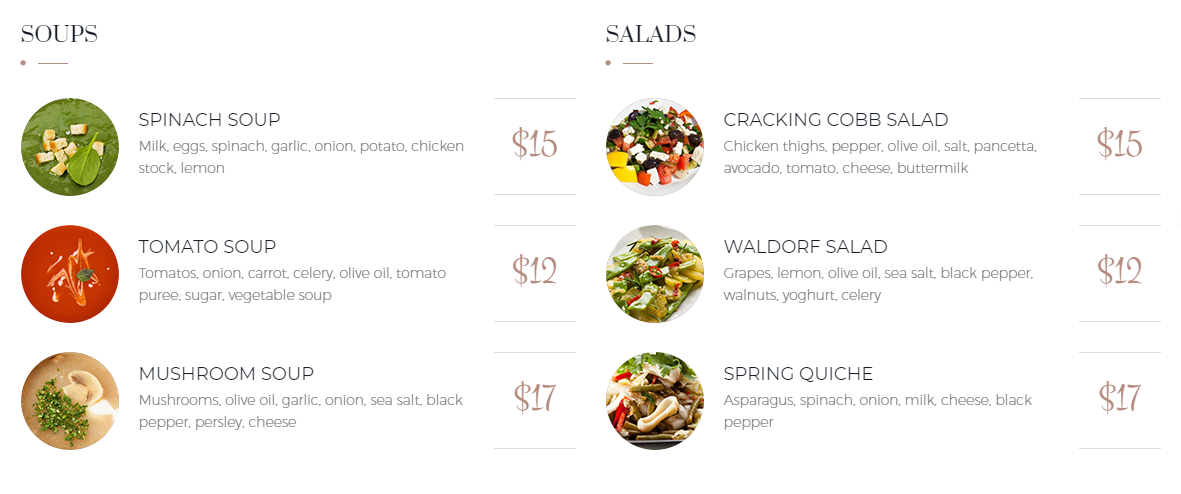 SOUPS
SPINACH SOUP
Milk, eggs, spinach, garlic, onion, potato, chicken
stock, lemon
$15
TOMATO SOUP
Tomatos, onion, carrot, celery, olive oil, tomato
puree, sugar, vegetable soup
$12
MUSHROOM SOUP
Mushrooms, olive oil, garlic, onion, sea salt, black
pepper, persley, cheese
$17
SALADS
CRACKING COBB SALAD
Chicken thighs, pepper, olive oil, salt, pancetta,
avocado, tomato, cheese, buttermilk
$15
WALDORF SALAD
Grapes, lemon, olive oil, sea salt, black pepper,
walnuts, yoghurt, celery
$12
SPRING QUICHE
Asparagus, spinach, onion, milk, cheese, black
pepper
$17